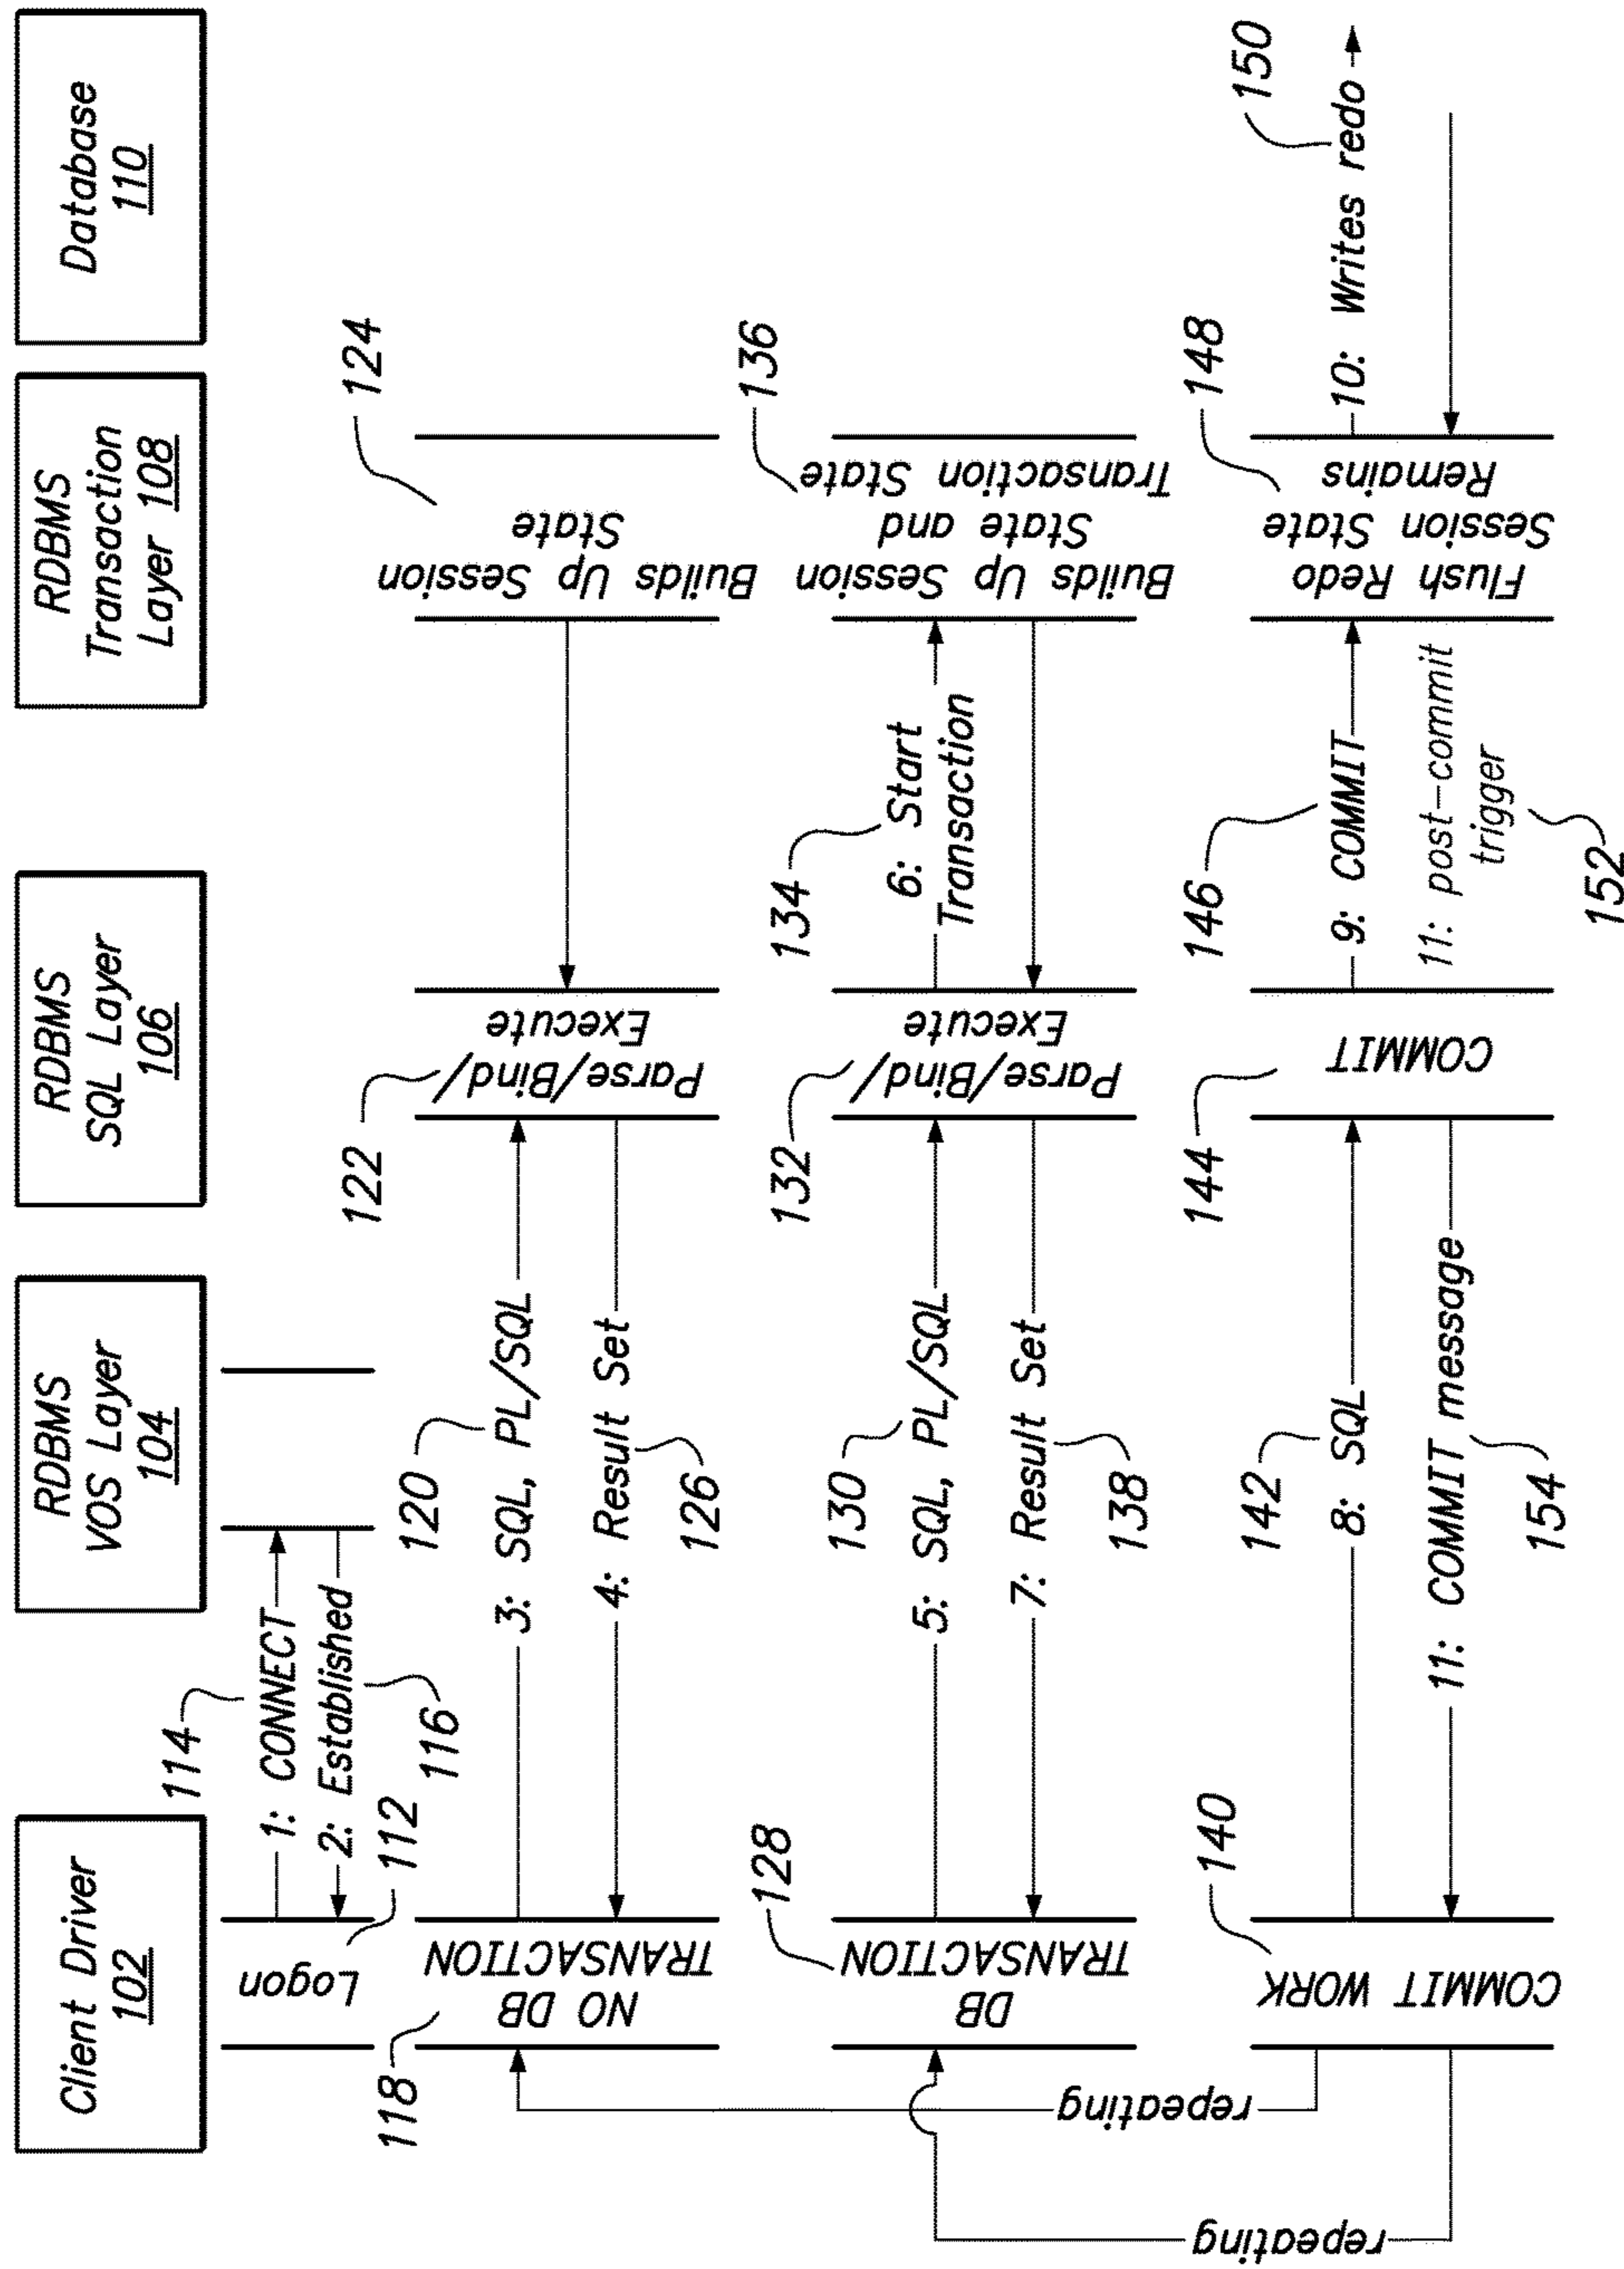 Client Driver
102
RDBMS
VOS Layer
104
RDBMS
SQL Layer
106
RDBMS
Transaction
Layer 108
Database
110
114
1: CONNECT
2: Established
116
Logon
112
118
NO DB
TRANSACTION
120
3: SQL, PL/SQL
4: Result Set
126
122
Parse/Bind/
Execute
124
Builds Up Session
State
128
DB
TRANSACTION
130
5: SQL, PL/SQL
7: Result Set
138
132
Parse/Bind/
Execute
134
6: Start
Transaction
136
Builds Up Session
State and
Transaction State
repeating
repeating
140
COMMIT WORK
142
8: SQL
11: COMMIT message
154
144
COMMIT
146
9: COMMIT
11: post-commit
trigger
152
148
Flush Redo
Session State
Remains
150
10: Writes redo